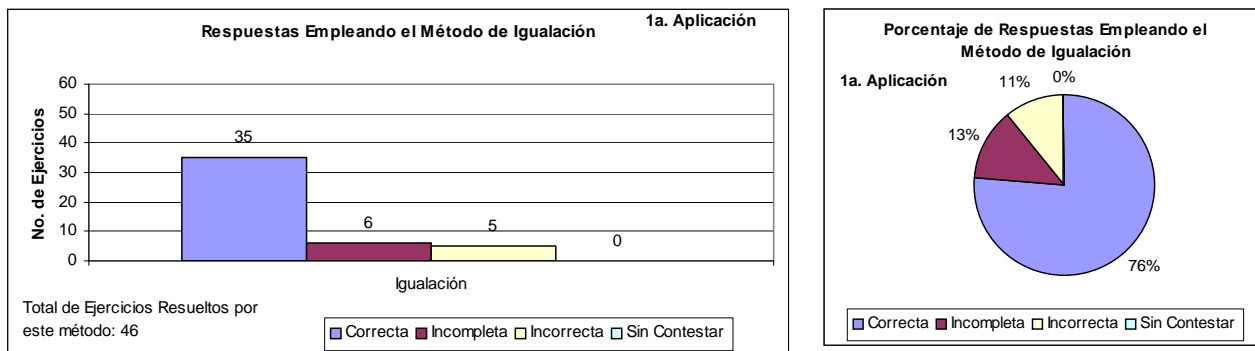 Respuestas Empleando el Método de Igualación
1a. Aplicación
No. de Ejercicios
60
50
40
30
20
10
0
35
6
5
0
Igualación
Total de Ejercicios Resueltos por
este método: 46
Correcta Incompleta Incorrecta Sin Contestar
Porcentaje de Respuestas Empleando el
Método de Igualación
1a. Aplicación
11% 0%
13%
76%
Correcta Incompleta Incorrecta Sin Contestar